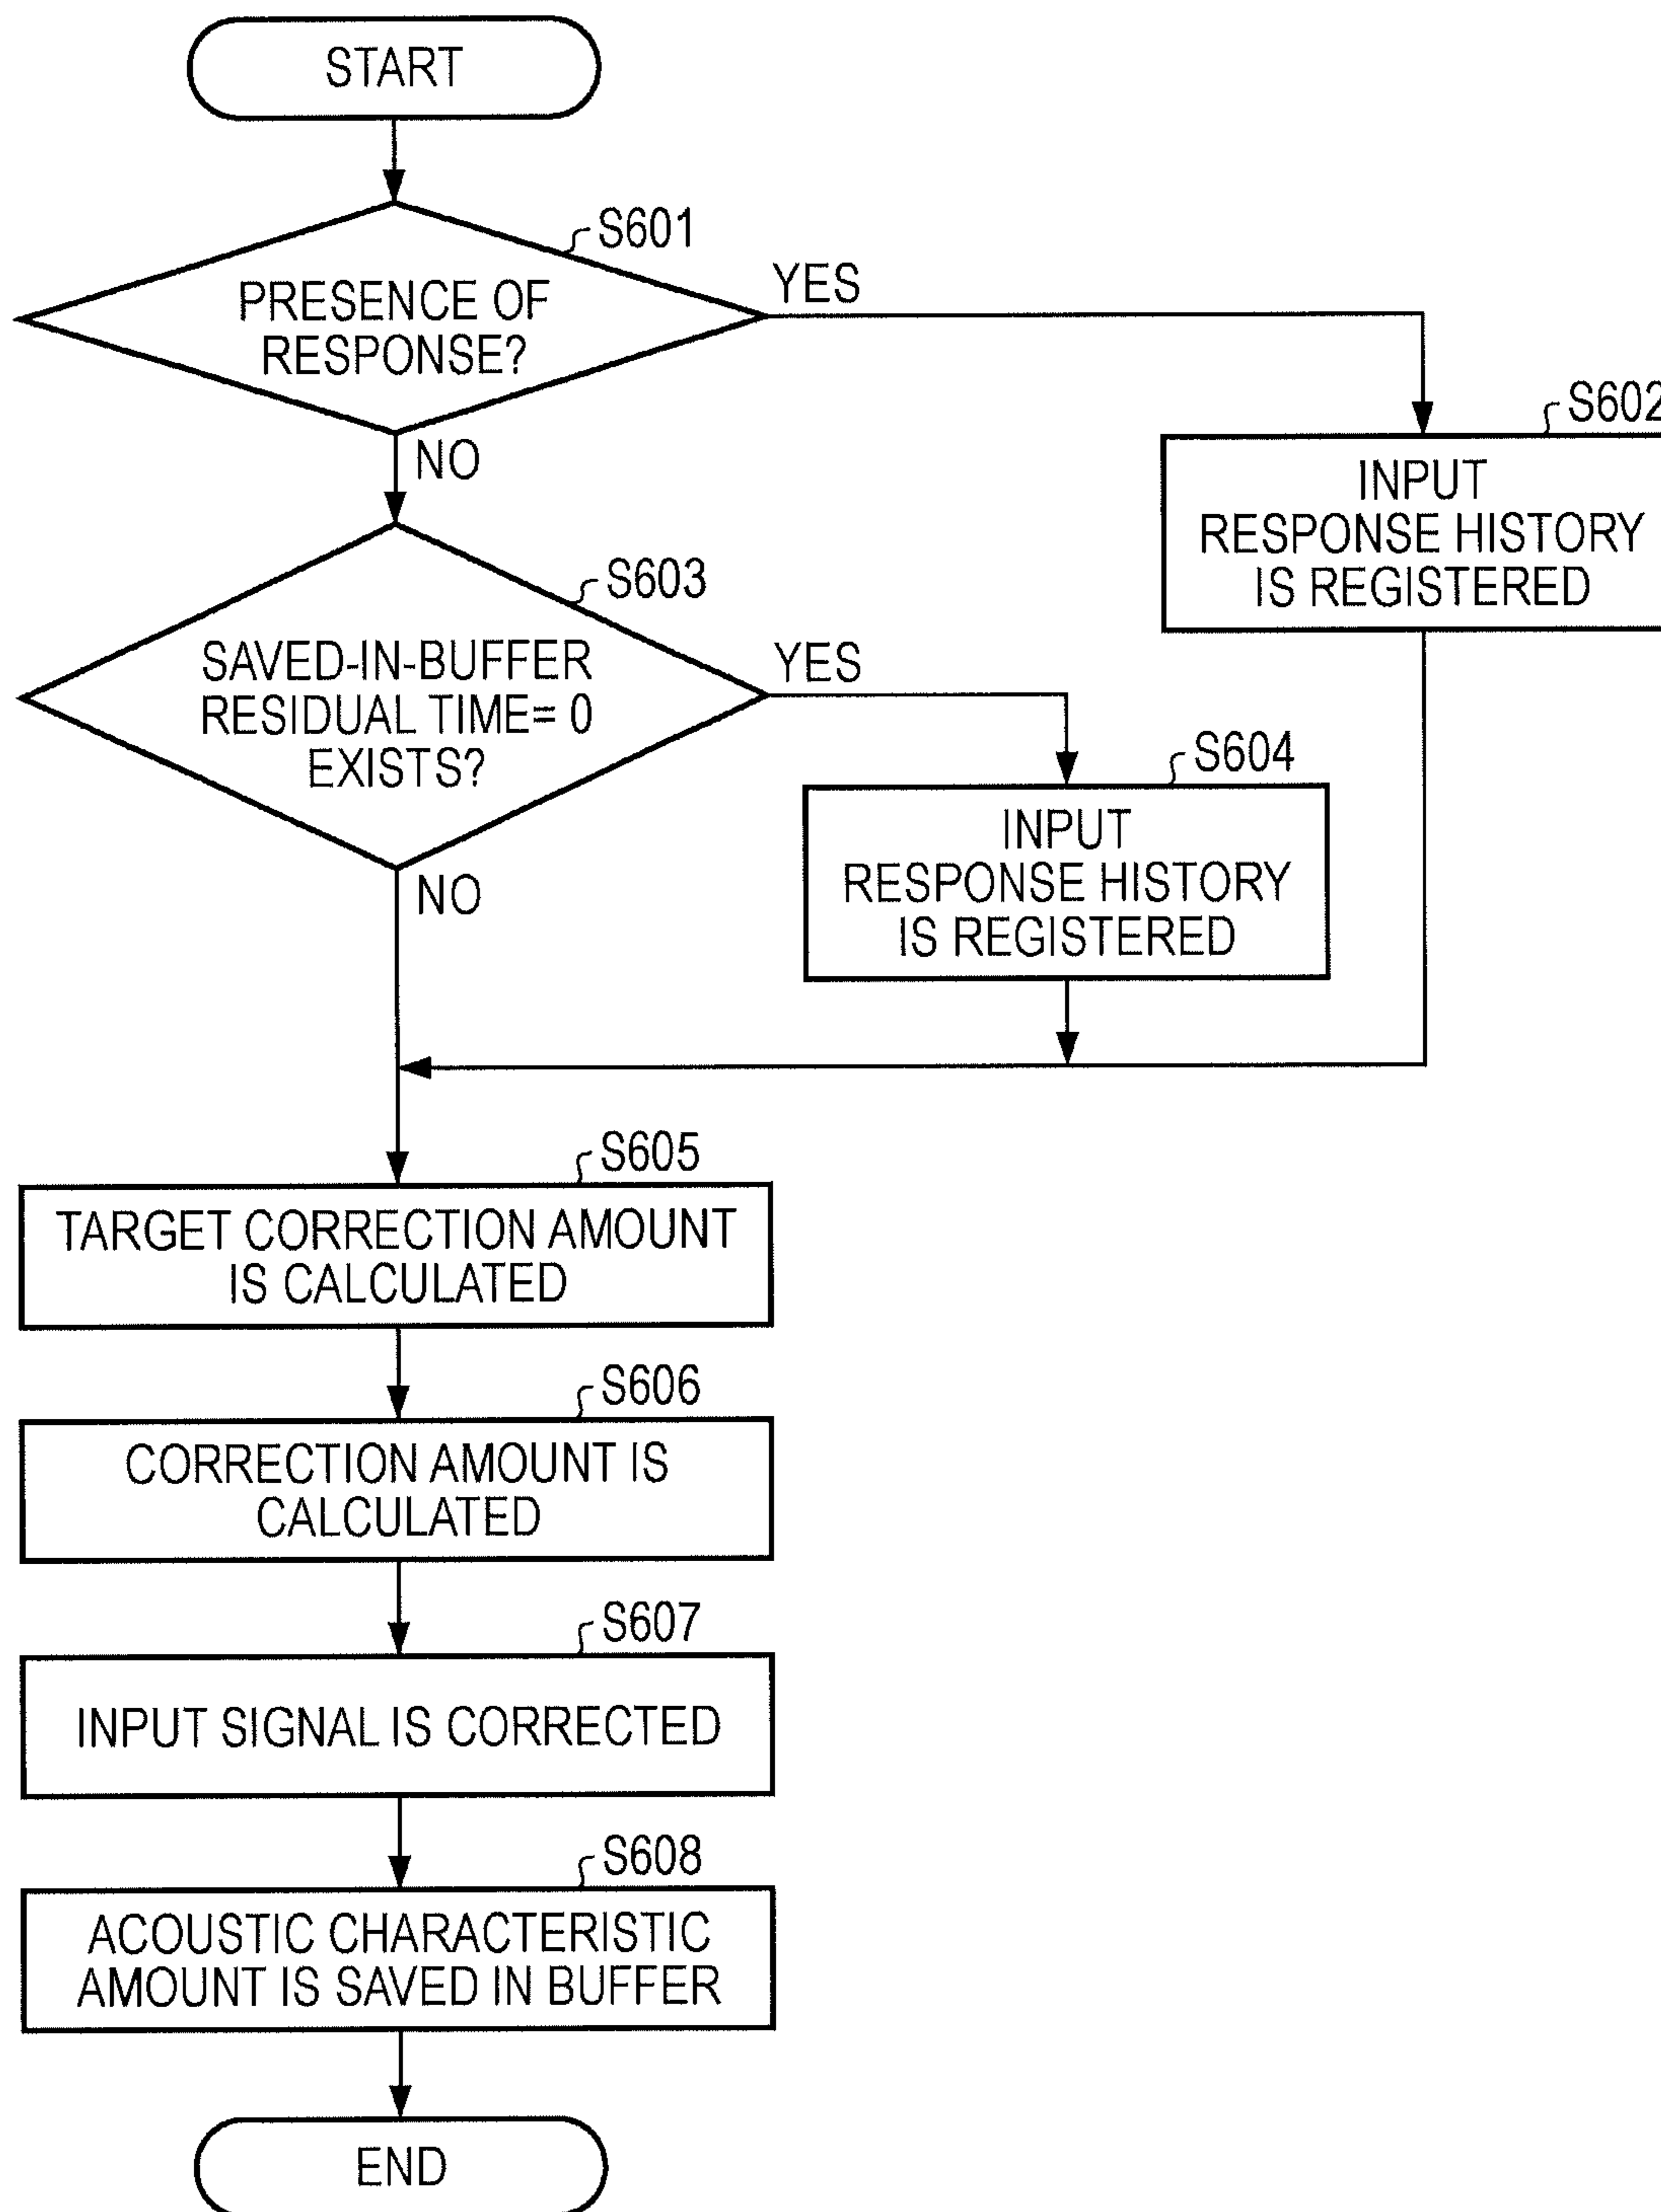 START
S601
PRESENCE OF
RESPONSE?
YES
NO
S602
INPUT
RESPONSE HISTORY
IS REGISTERED
S603
SAVED-IN-BUFFER
RESIDUAL TIME= 0
EXISTS?
YES
NO
S604
INPUT
RESPONSE HISTORY
IS REGISTERED
S605
TARGET CORRECTION AMOUNT
IS CALCULATED
S606
CORRECTION AMOUNT IS
CALCULATED
S607
INPUT SIGNAL IS CORRECTED
S608
ACOUSTIC CHARACTERISTIC
AMOUNT IS SAVED IN BUFFER
END